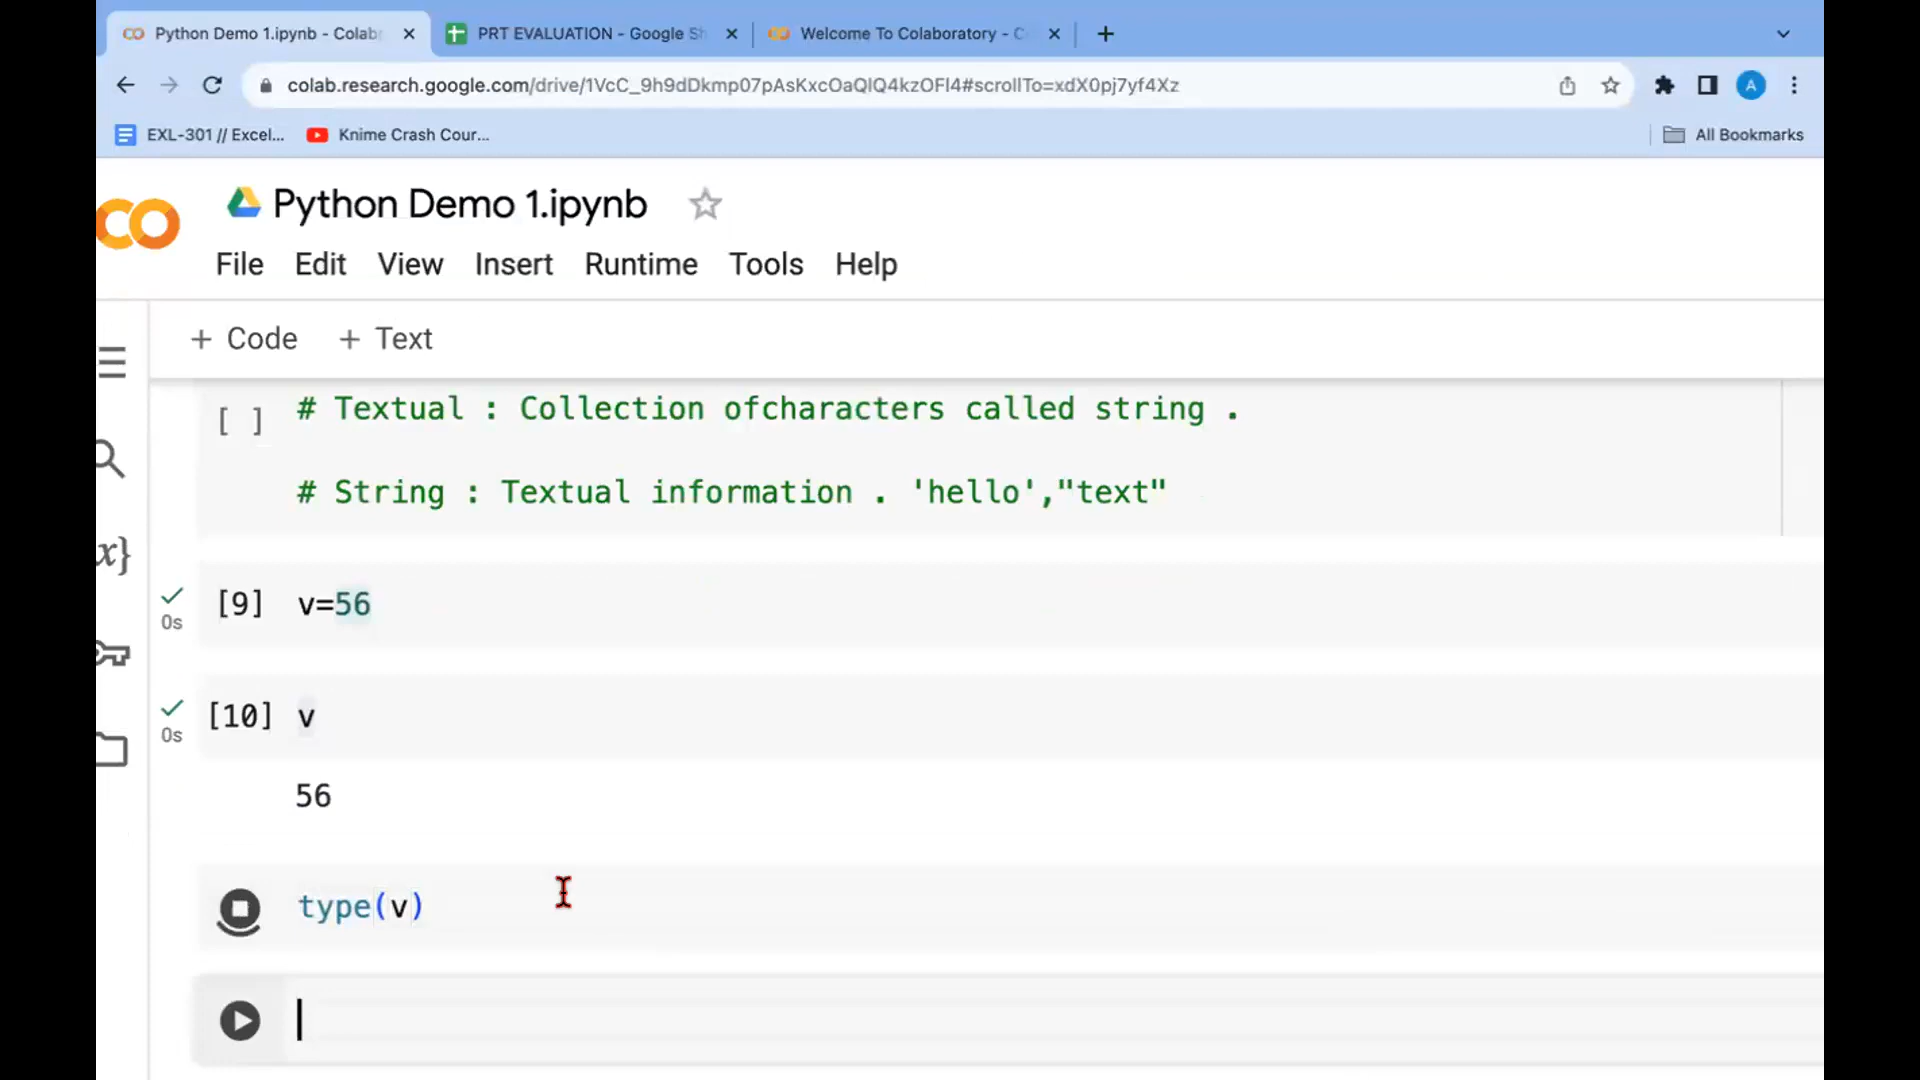 Python Demo 1.ipynb - Colab
PRT EVALUATION - Google Sh
Welcome To Colaboratory - C
colab.research.google.com/drive/1VcC_9h9dDkmp07pAsKxcOaQIQ4kzOFI4#scrollTo=xdX0pj7yf4Xz
A
EXL-301 // Excel...
Knime Crash Cour...
All Bookmarks
Python Demo 1.ipynb
File Edit View Insert Runtime Tools Help
+ Code + Text
[ ] # Textual : Collection ofcharacters called string .
# String : Textual information . 'hello',"text"
[9] v=56
0s
[10] v
0s
56
type(v)